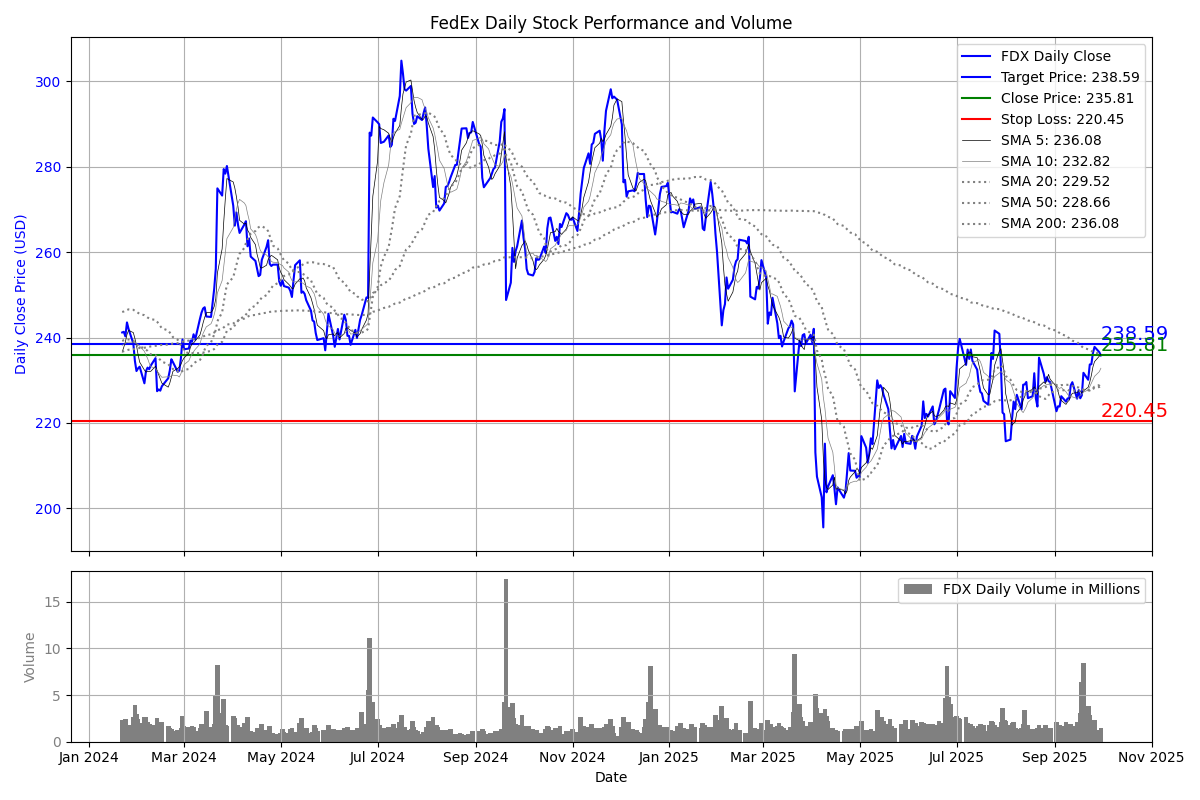 FedEx Daily Stock Performance and Volume
Daily Close Price (USD)
300
280
260
240
220
200
FDX Daily Close
Target Price: 238.59
Close Price: 235.81
Stop Loss: 220.45
SMA 5: 236.08
SMA 10: 232.82
SMA 20: 229.52
SMA 50: 228.66
SMA 200: 236.08
238.59
235.81
220.45
Volume
15
10
5
0
FDX Daily Volume in Millions
Jan 2024 Mar 2024 May 2024 Jul 2024 Sep 2024 Nov 2024 Jan 2025 Mar 2025 May 2025 Jul 2025 Sep 2025 Nov 2025
Date